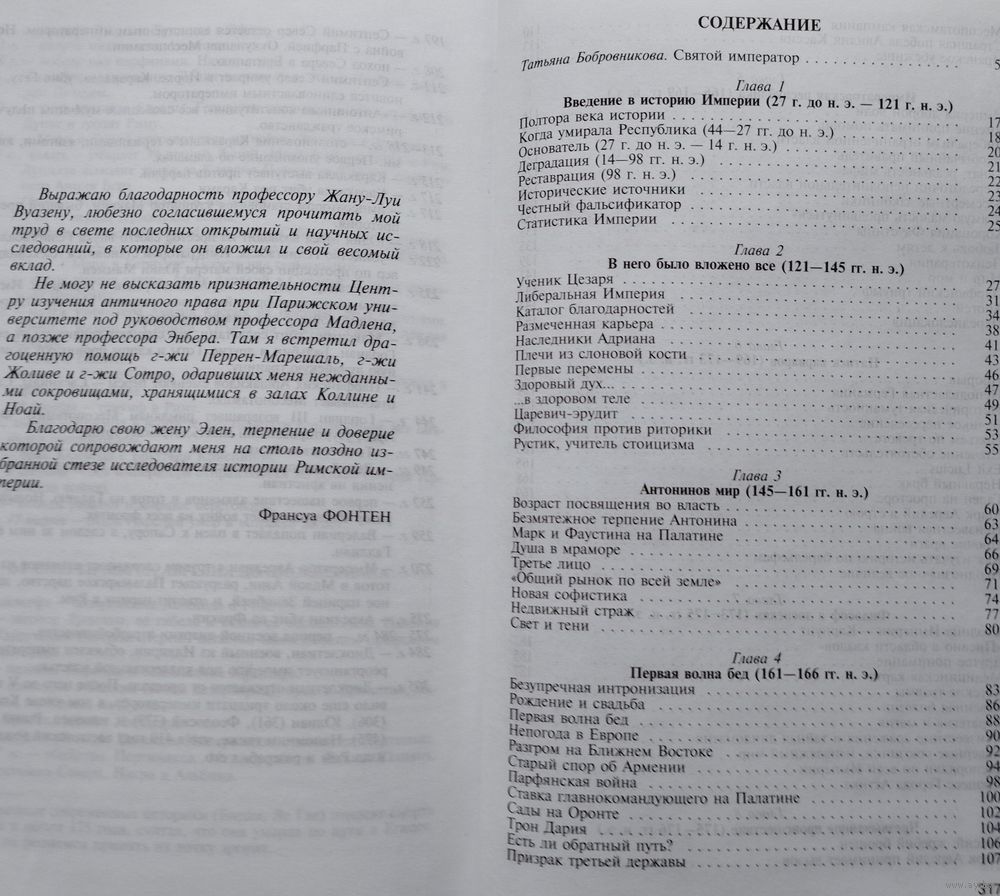 Выражаю благодарность профессору Жану-Луи
Вуазену, любезно согласившемуся прочитать мой
труд в свете последних открытий и научных ис-
следований, в которые он вложил и свой весомый
вклад.
Не могу не высказать признательности Цент-
ру изучения античного права при Парижском уни-
верситете под руководством профессора Мадлена,
а позже профессора Энбера. Там я встретил дра-
гоценную помощь г-жи Перрен-Марешаль, г-жи
Жоливе и г-жи Сотро, одаривших меня нежданны-
ми сокровищами, хранящимися в залах Коллине и
Ноай.
Благодарю свою жену Элен, терпение и доверие
которой сопровождают меня на столь поздно из-
бранной стезе исследователя истории Римской им-
перии.
Франсуа ФОНТЕН
СОДЕРЖАНИЕ
Татьяна Бобровникова. Святой император . . . . . . 5
Глава 1
Введение в историю Империи (27 г. до н. э. — 121 г. н. э.)
Полтора века истории . . . . . . 17
Когда умирала Республика (44—27 гг. до н. э.) . . . . . . 18
Основатель (27 г. до н. э. — 14 г. н. э.) . . . . . . 20
Деградация (14—98 гг. н. э.) . . . . . . 21
Реставрация (98 г. н. э.) . . . . . . 22
Исторические источники . . . . . . 23
Честный фальсификатор . . . . . . 24
Статистика Империи . . . . . . 25
Глава 2
В него было вложено все (121—145 гг. н. э.)
Ученик Цезаря . . . . . . 27
Либеральная Империя . . . . . . 31
Каталог благодарностей . . . . . . 34
Размеченная карьера . . . . . . 38
Наследники Адриана . . . . . . 41
Плечи из слоновой кости . . . . . . 43
Первые перемены . . . . . . 46
Здоровый дух... . . . . . . 47
...в здоровом теле . . . . . . 49
Царевич-эрудит . . . . . . 51
Философия против риторики . . . . . . 53
Рустик, учитель стоицизма . . . . . . 55
Глава 3
Антонинов мир (145—161 гг. н. э.)
Возраст посвящения во власть . . . . . . 60
Безмятежное терпение Антонина . . . . . . 63
Марк и Фаустина на Палатине . . . . . . 64
Душа в мраморе . . . . . . 66
Третье лицо . . . . . . 69
«Общий рынок по всей земле» . . . . . . 71
Новая софистика . . . . . . 74
Недвижный страж . . . . . . 77
Свет и тени . . . . . . 80
Глава 4
Первая волна бед (161—166 гг. н. э.)
Безупречная интронизация . . . . . . 83
Рождение и свадьба . . . . . . 86
Первая волна бед . . . . . . 88
Непогода в Европе . . . . . . 90
Разгром на Ближнем Востоке . . . . . . 92
Старый спор об Армении . . . . . . 94
Парфянская война . . . . . . 98
Ставка главнокомандующего на Палатине . . . . . . 100
Сады на Оронте . . . . . . 102
Трон Дария . . . . . . 104
Есть ли обратный путь? . . . . . . 106
Призрак третьей державы . . . . . . 107
317